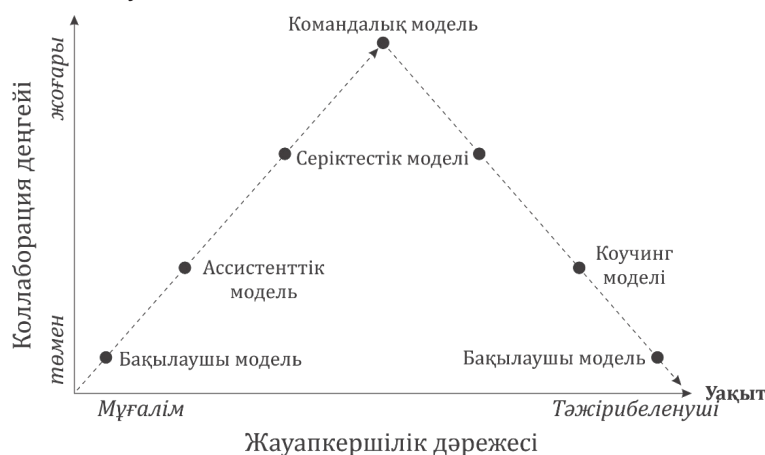 Командалық модель
Коллаборация деңгейі
жоғары
төмен
Серіктестік моделі
Ассистенттік
модель
Коучинг
моделі
Бақылаушы модель
Бақылаушы модель
Уақыт
Мұғалім
Тәжірибеленуші
Жауапкершілік дәрежесі